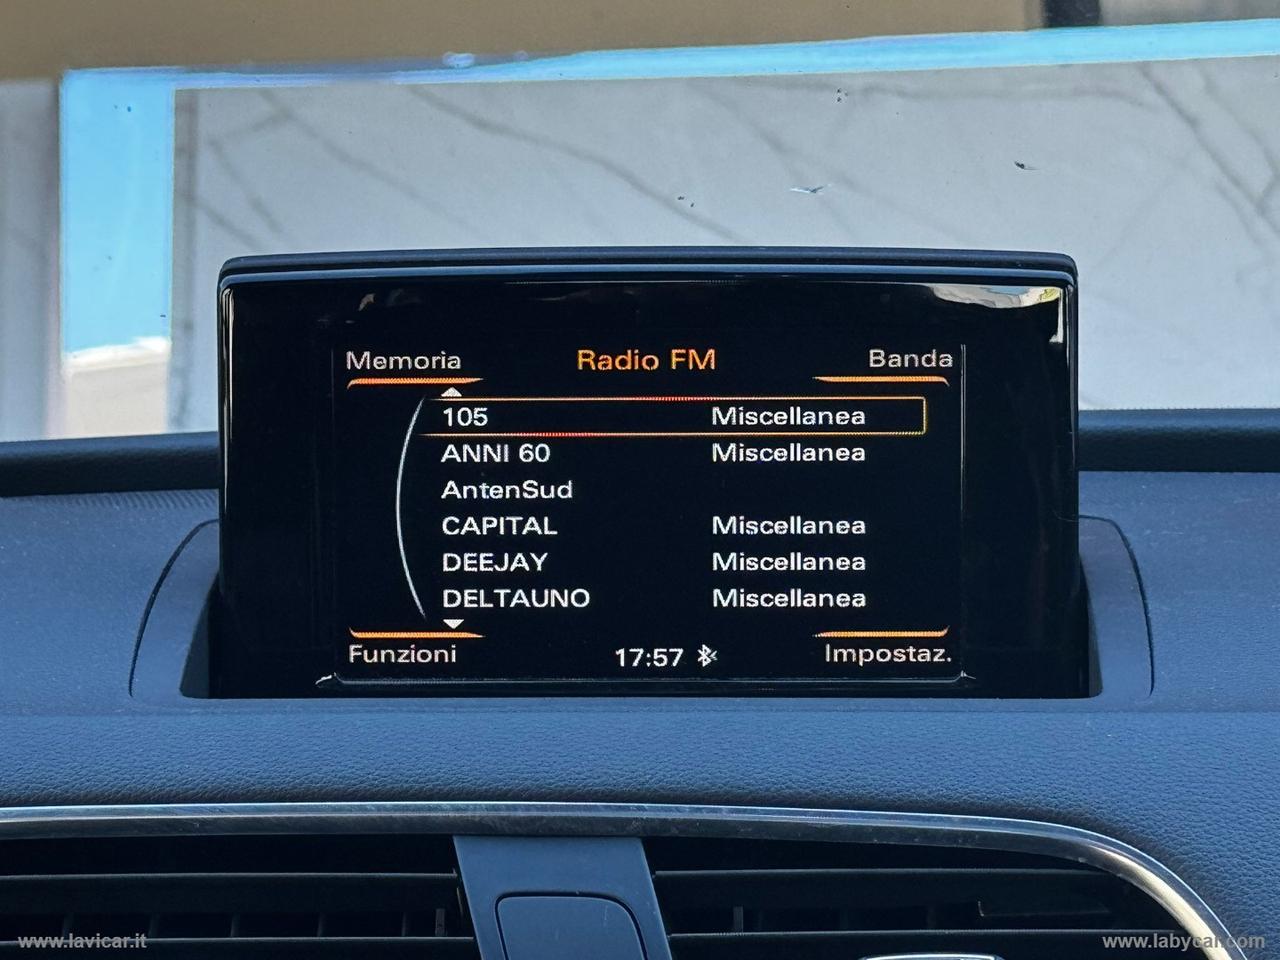 Memoria Radio FM Banda
105 Miscellanea
ANNI 60 Miscellanea
AntenSud
CAPITAL Miscellanea
DEEJAY Miscellanea
DELTAUNO Miscellanea
Funzioni 17:57 Impostaz.
www.lavicar.it www.labycar.com